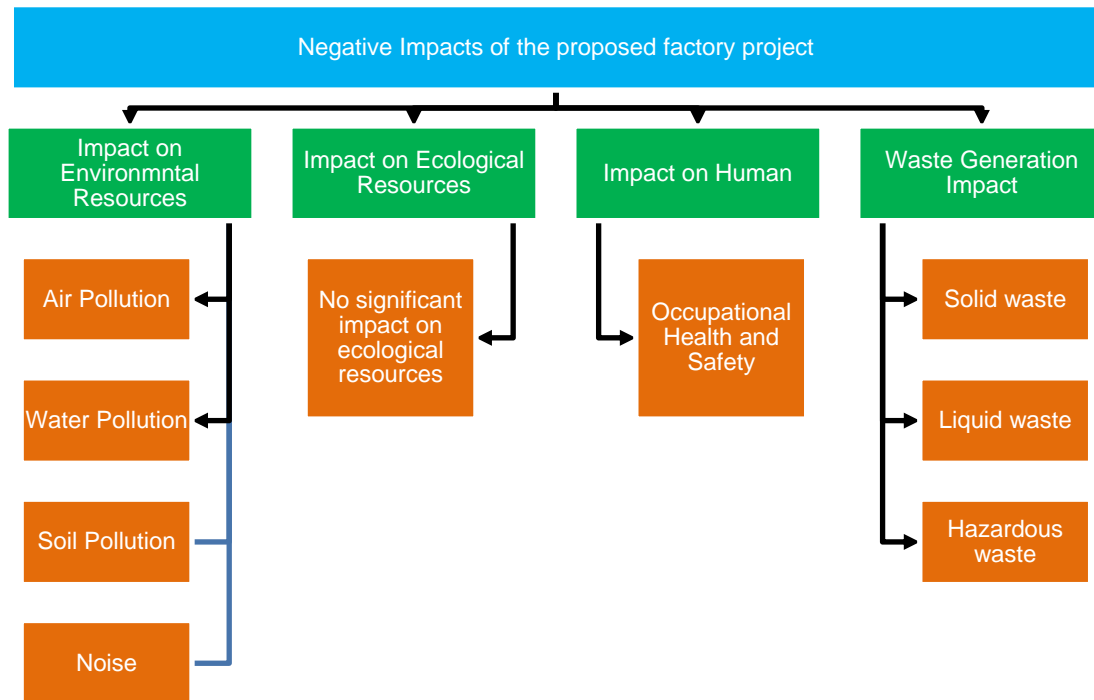 Negative Impacts of the proposed factory project
Impact on
Environmntal
Resources
Impact on Ecological
Resources
Impact on Human
Waste Generation
Impact
Air Pollution
Water Pollution
Soil Pollution
Noise
No significant
impact on
ecological
resources
Occupational
Health and
Safety
Solid waste
Liquid waste
Hazardous
waste